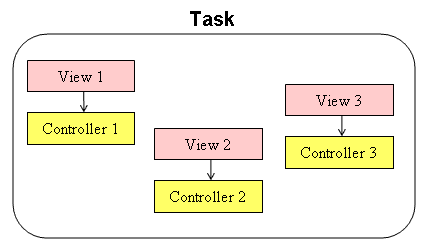 Task
View 1
Controller 1
View 2
Controller 2
View 3
Controller 3